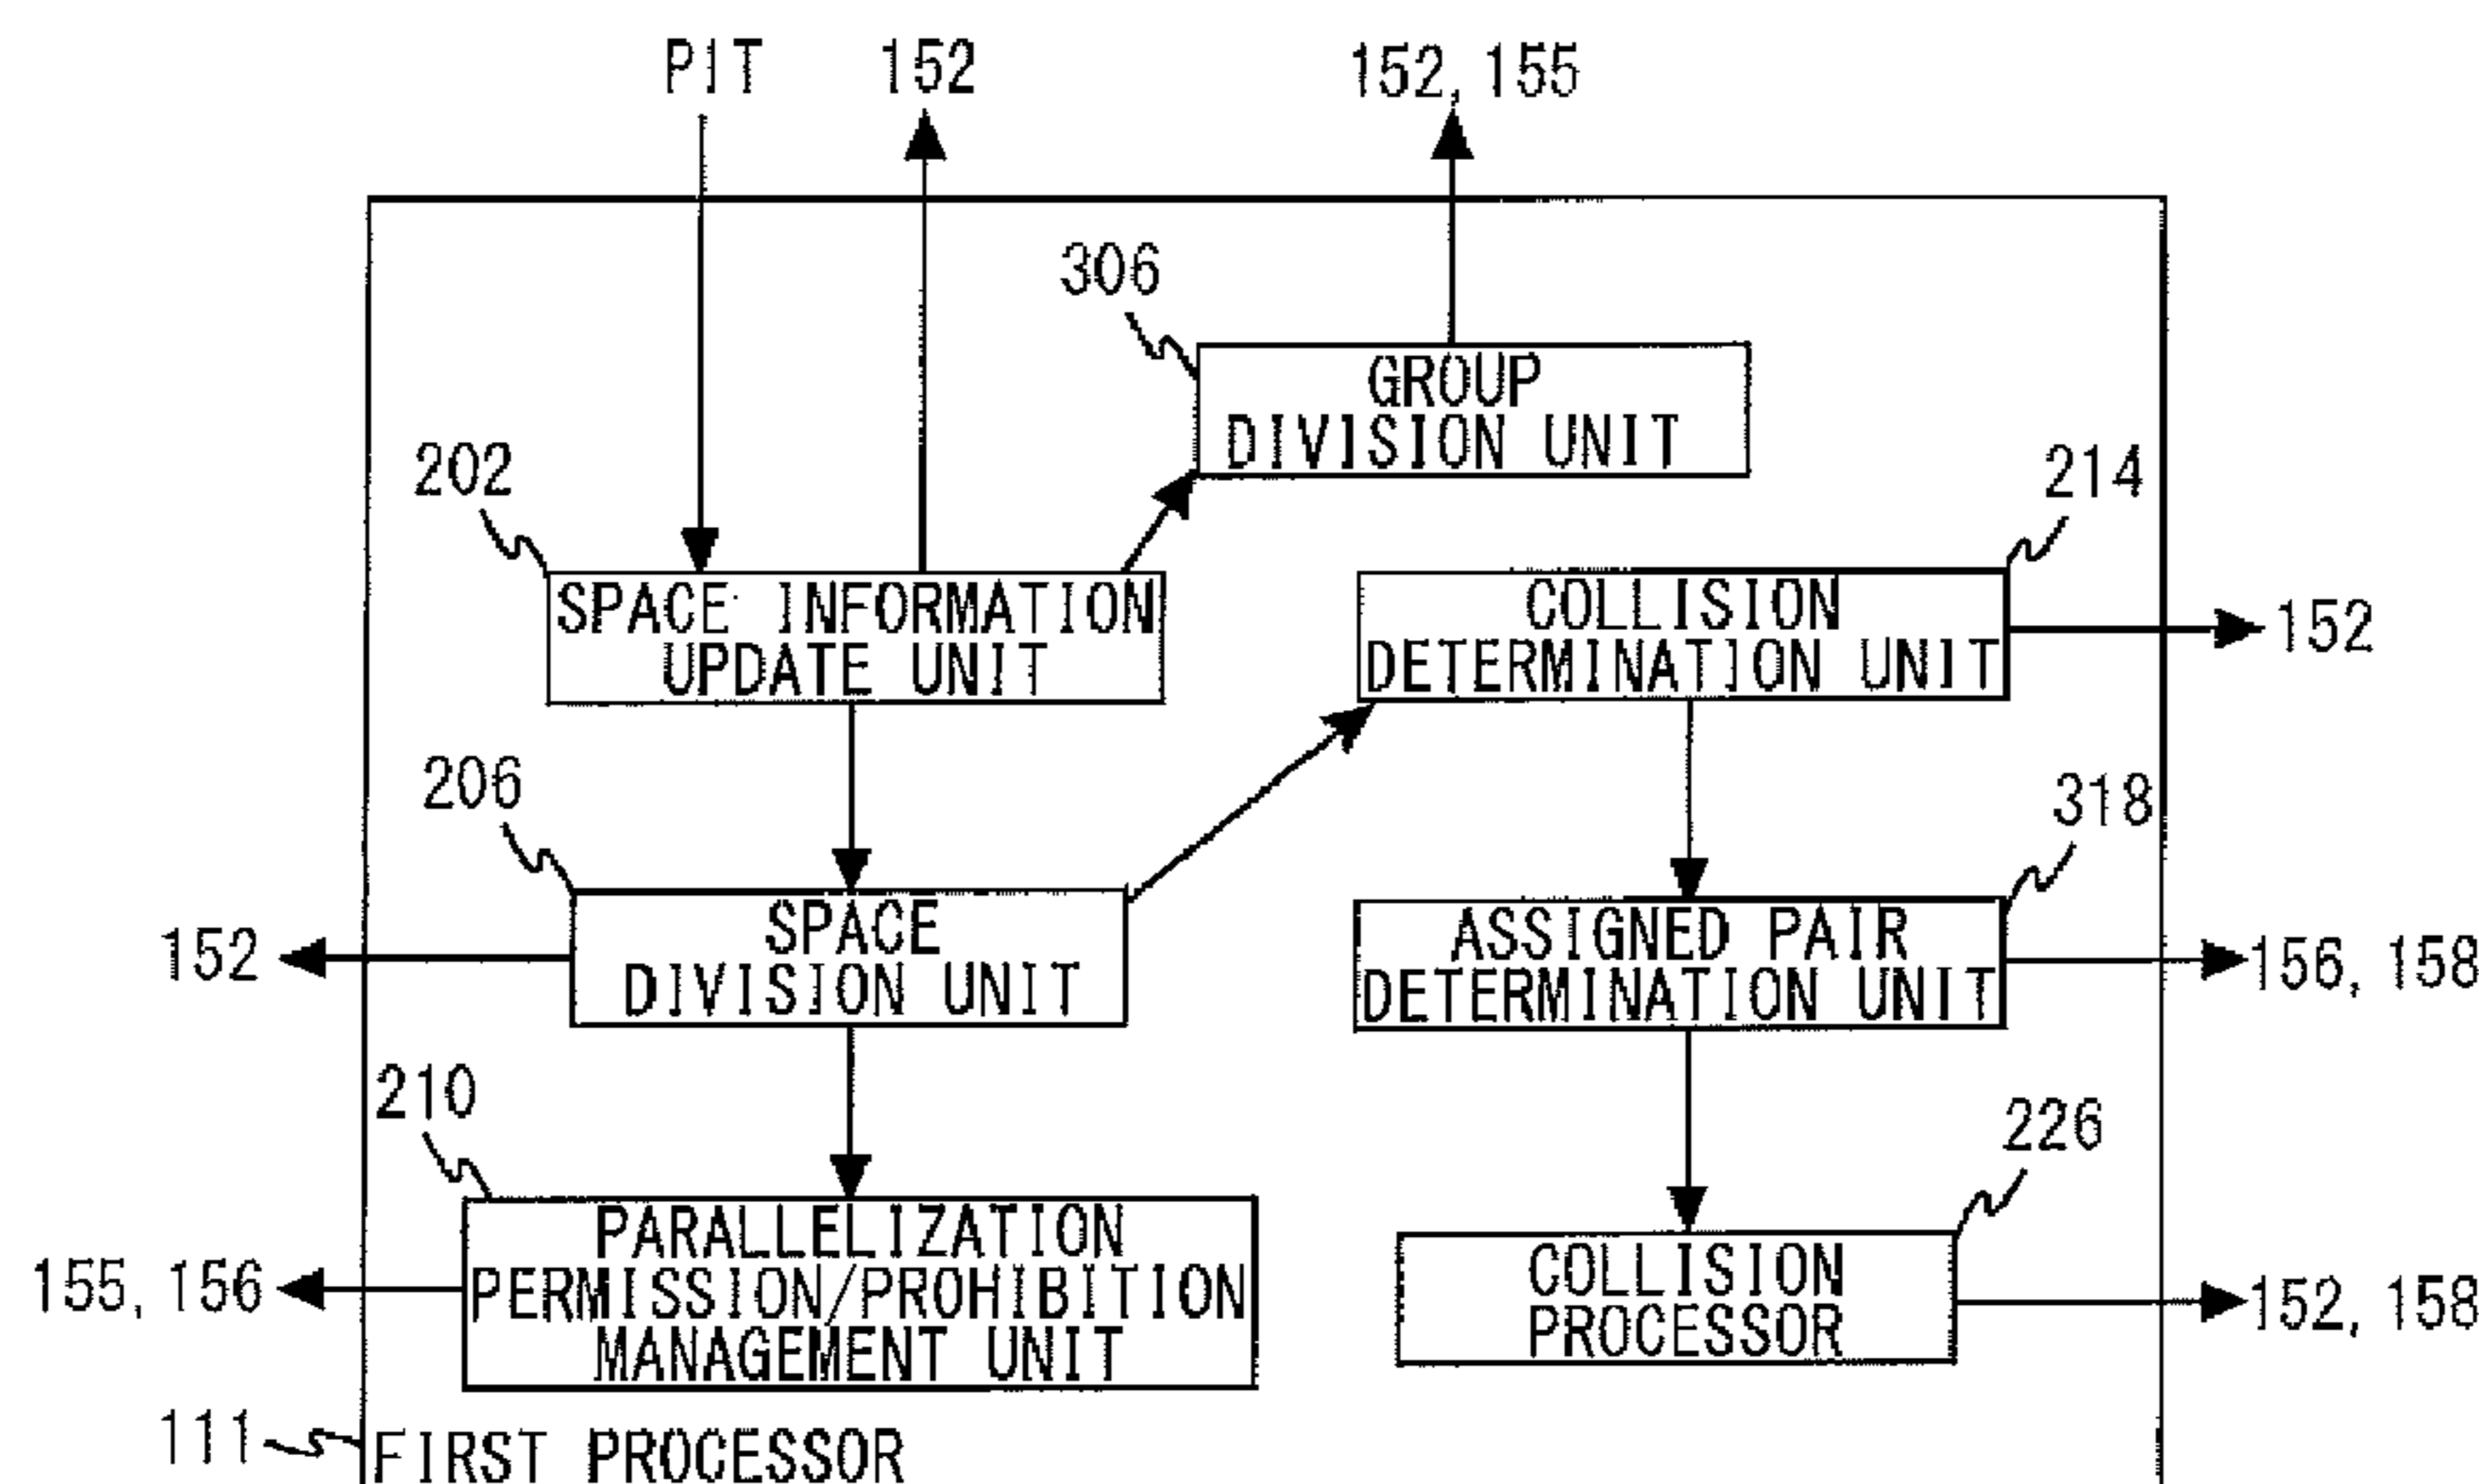 PIT 152 152, 155
306
GROUP
DIVISION UNIT
202
214
SPACE INFORMATION
UPDATE UNIT
COLLISION
DETERMINATION UNIT
152
206
318
SPACE
DIVISION UNIT
152
ASSIGNED PAIR
DETERMINATION UNIT
156, 158
210
226
PARALLELIZATION
PERMISSION/PROHIBITION
MANAGEMENT UNIT
155, 156
COLLISION
PROCESSOR
152, 158
111
FIRST PROCESSOR